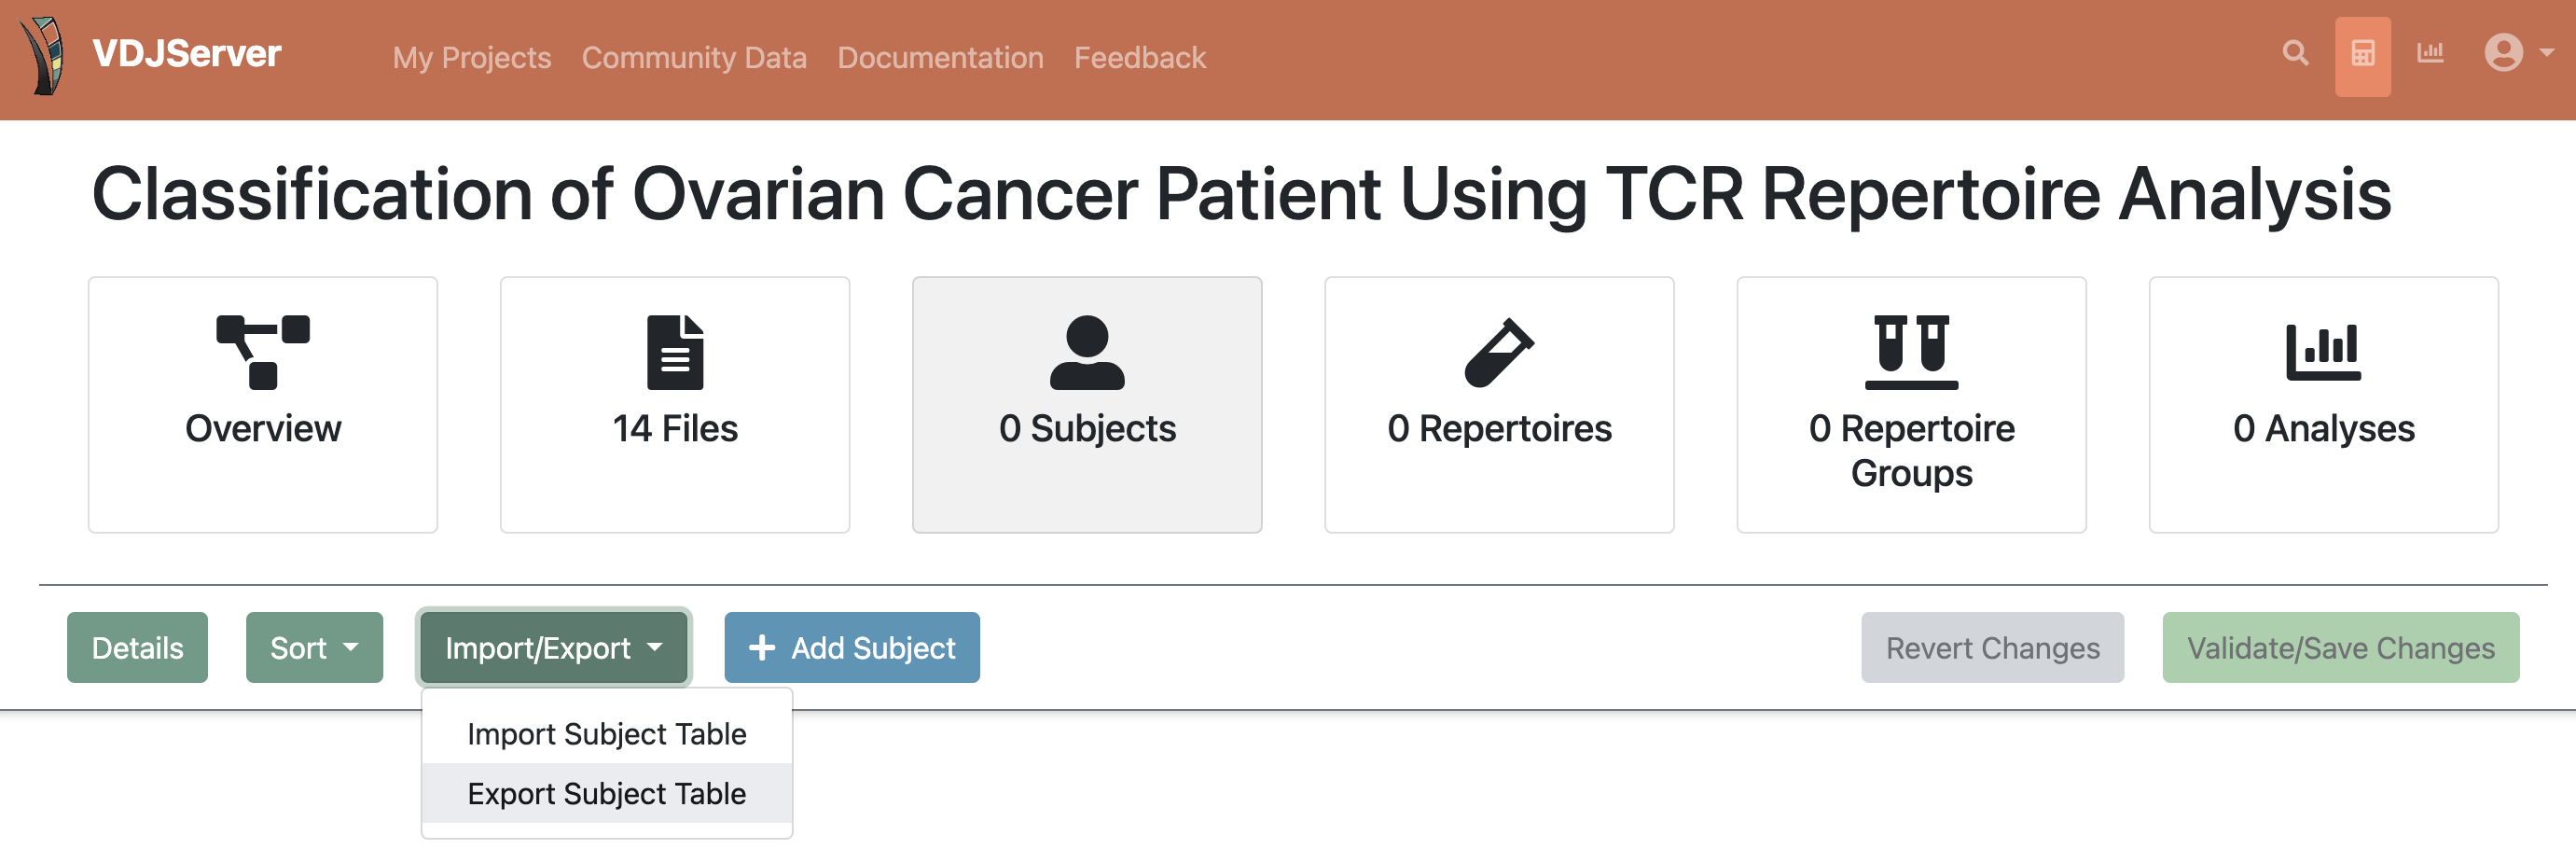 VDJServer
My Projects Community Data Documentation Feedback
Classification of Ovarian Cancer Patient Using TCR Repertoire Analysis
Overview
14 Files
0 Subjects
0 Repertoires
0 Repertoire
Groups
0 Analyses
Details Sort Import/Export + Add Subject Revert Changes Validate/Save Changes
Import Subject Table
Export Subject Table